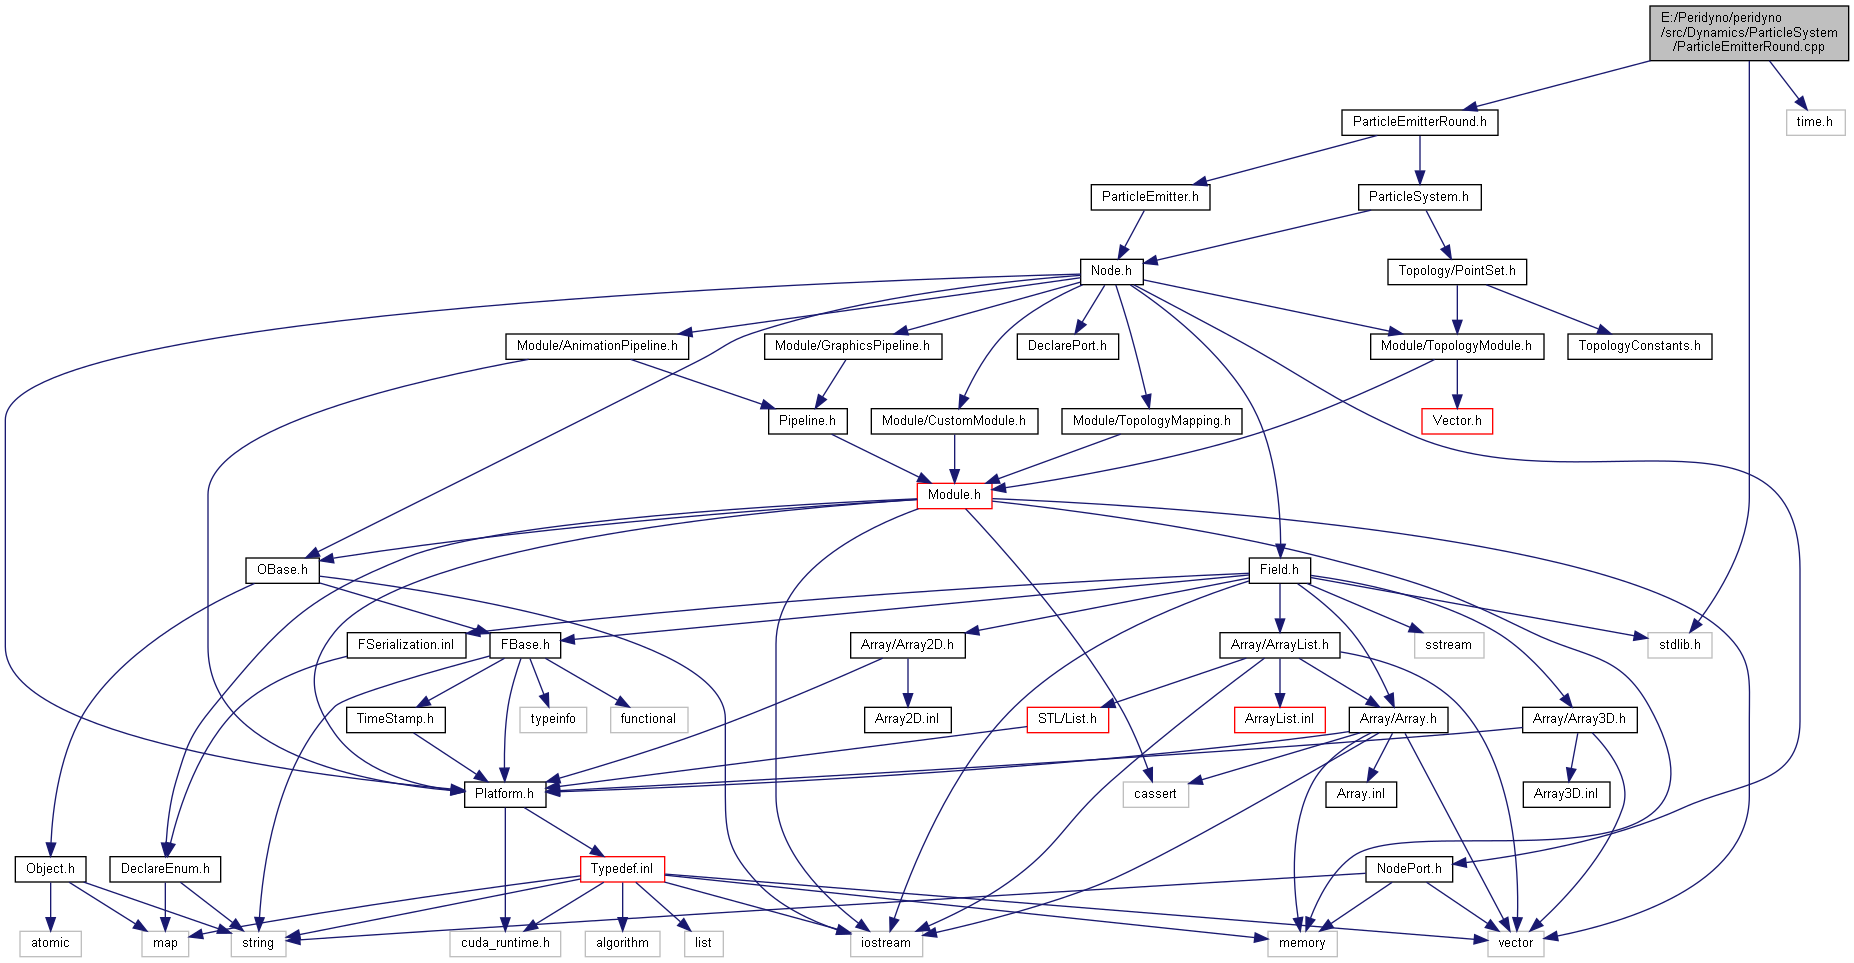 E:/Peridyno/peridyno
/src/Dynamics/ParticleSystem
/ParticleEmitterRound.cpp
ParticleEmitterRound.h
time.h
ParticleEmitter.h
ParticleSystem.h
Node.h
Topology/PointSet.h
Module/AnimationPipeline.h
Module/GraphicsPipeline.h
DeclarePort.h
Module/TopologyModule.h
TopologyConstants.h
Pipeline.h
Module/CustomModule.h
Module/TopologyMapping.h
Vector.h
Module.h
OBase.h
Field.h
FSerialization.inl
FBase.h
Array/Array2D.h
Array/ArrayList.h
sstream
stdlib.h
TimeStamp.h
typeinfo
functional
Array2D.inl
STL/List.h
ArrayList.inl
Array/Array.h
Array/Array3D.h
Platform.h
cassert
Array.inl
Array3D.inl
Object.h
DeclareEnum.h
Typedef.inl
NodePort.h
atomic
map
string
cuda_runtime.h
algorithm
list
iostream
memory
vector